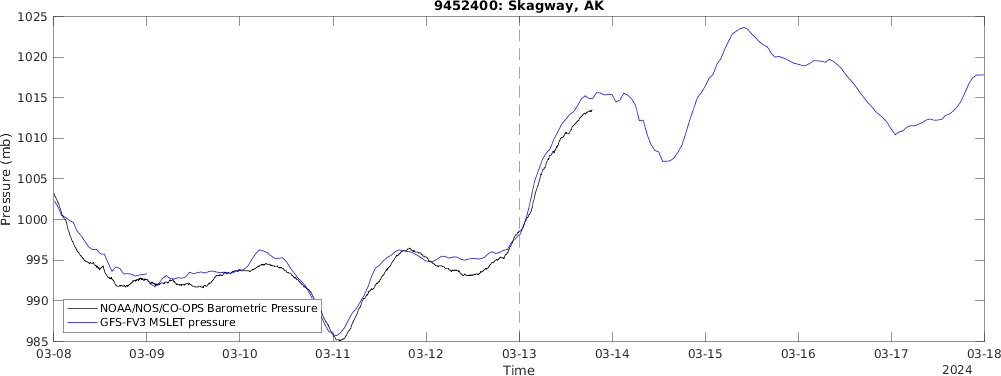 9452400: Skagway, AK
1025
1020
1015
1010
1005
1000
995
990
985
Pressure (mb)
NOAA/NOS/CO-OPS Barometric Pressure
GFS-FV3 MSLET pressure
03-08 03-09 03-10 03-11 03-12 03-13 03-14 03-15 03-16 03-17 03-18
Time
2024